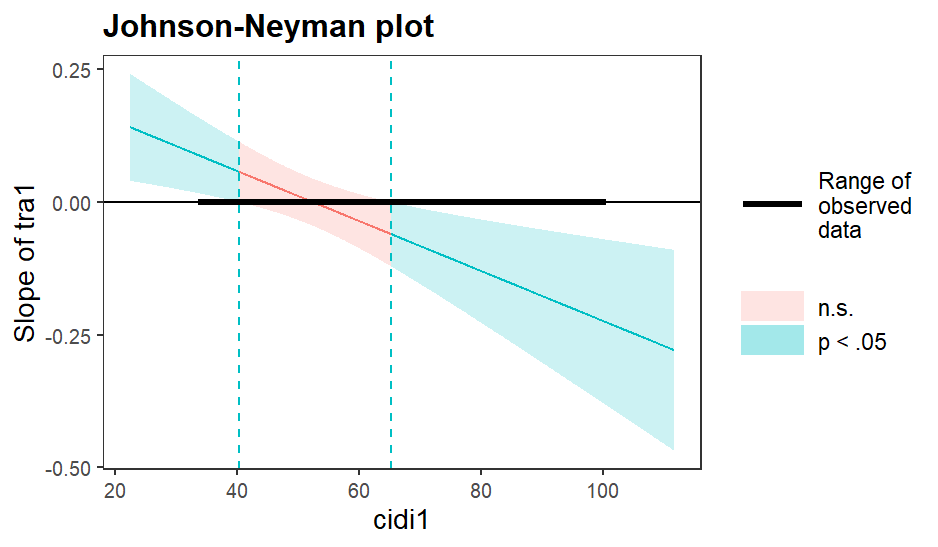 Johnson-Neyman plot
0.25
0.00
-0.25
-0.50
Slope of tra1
20
40
60
80
100
cidi1
Range of
observed
data
n.s.
p < .05